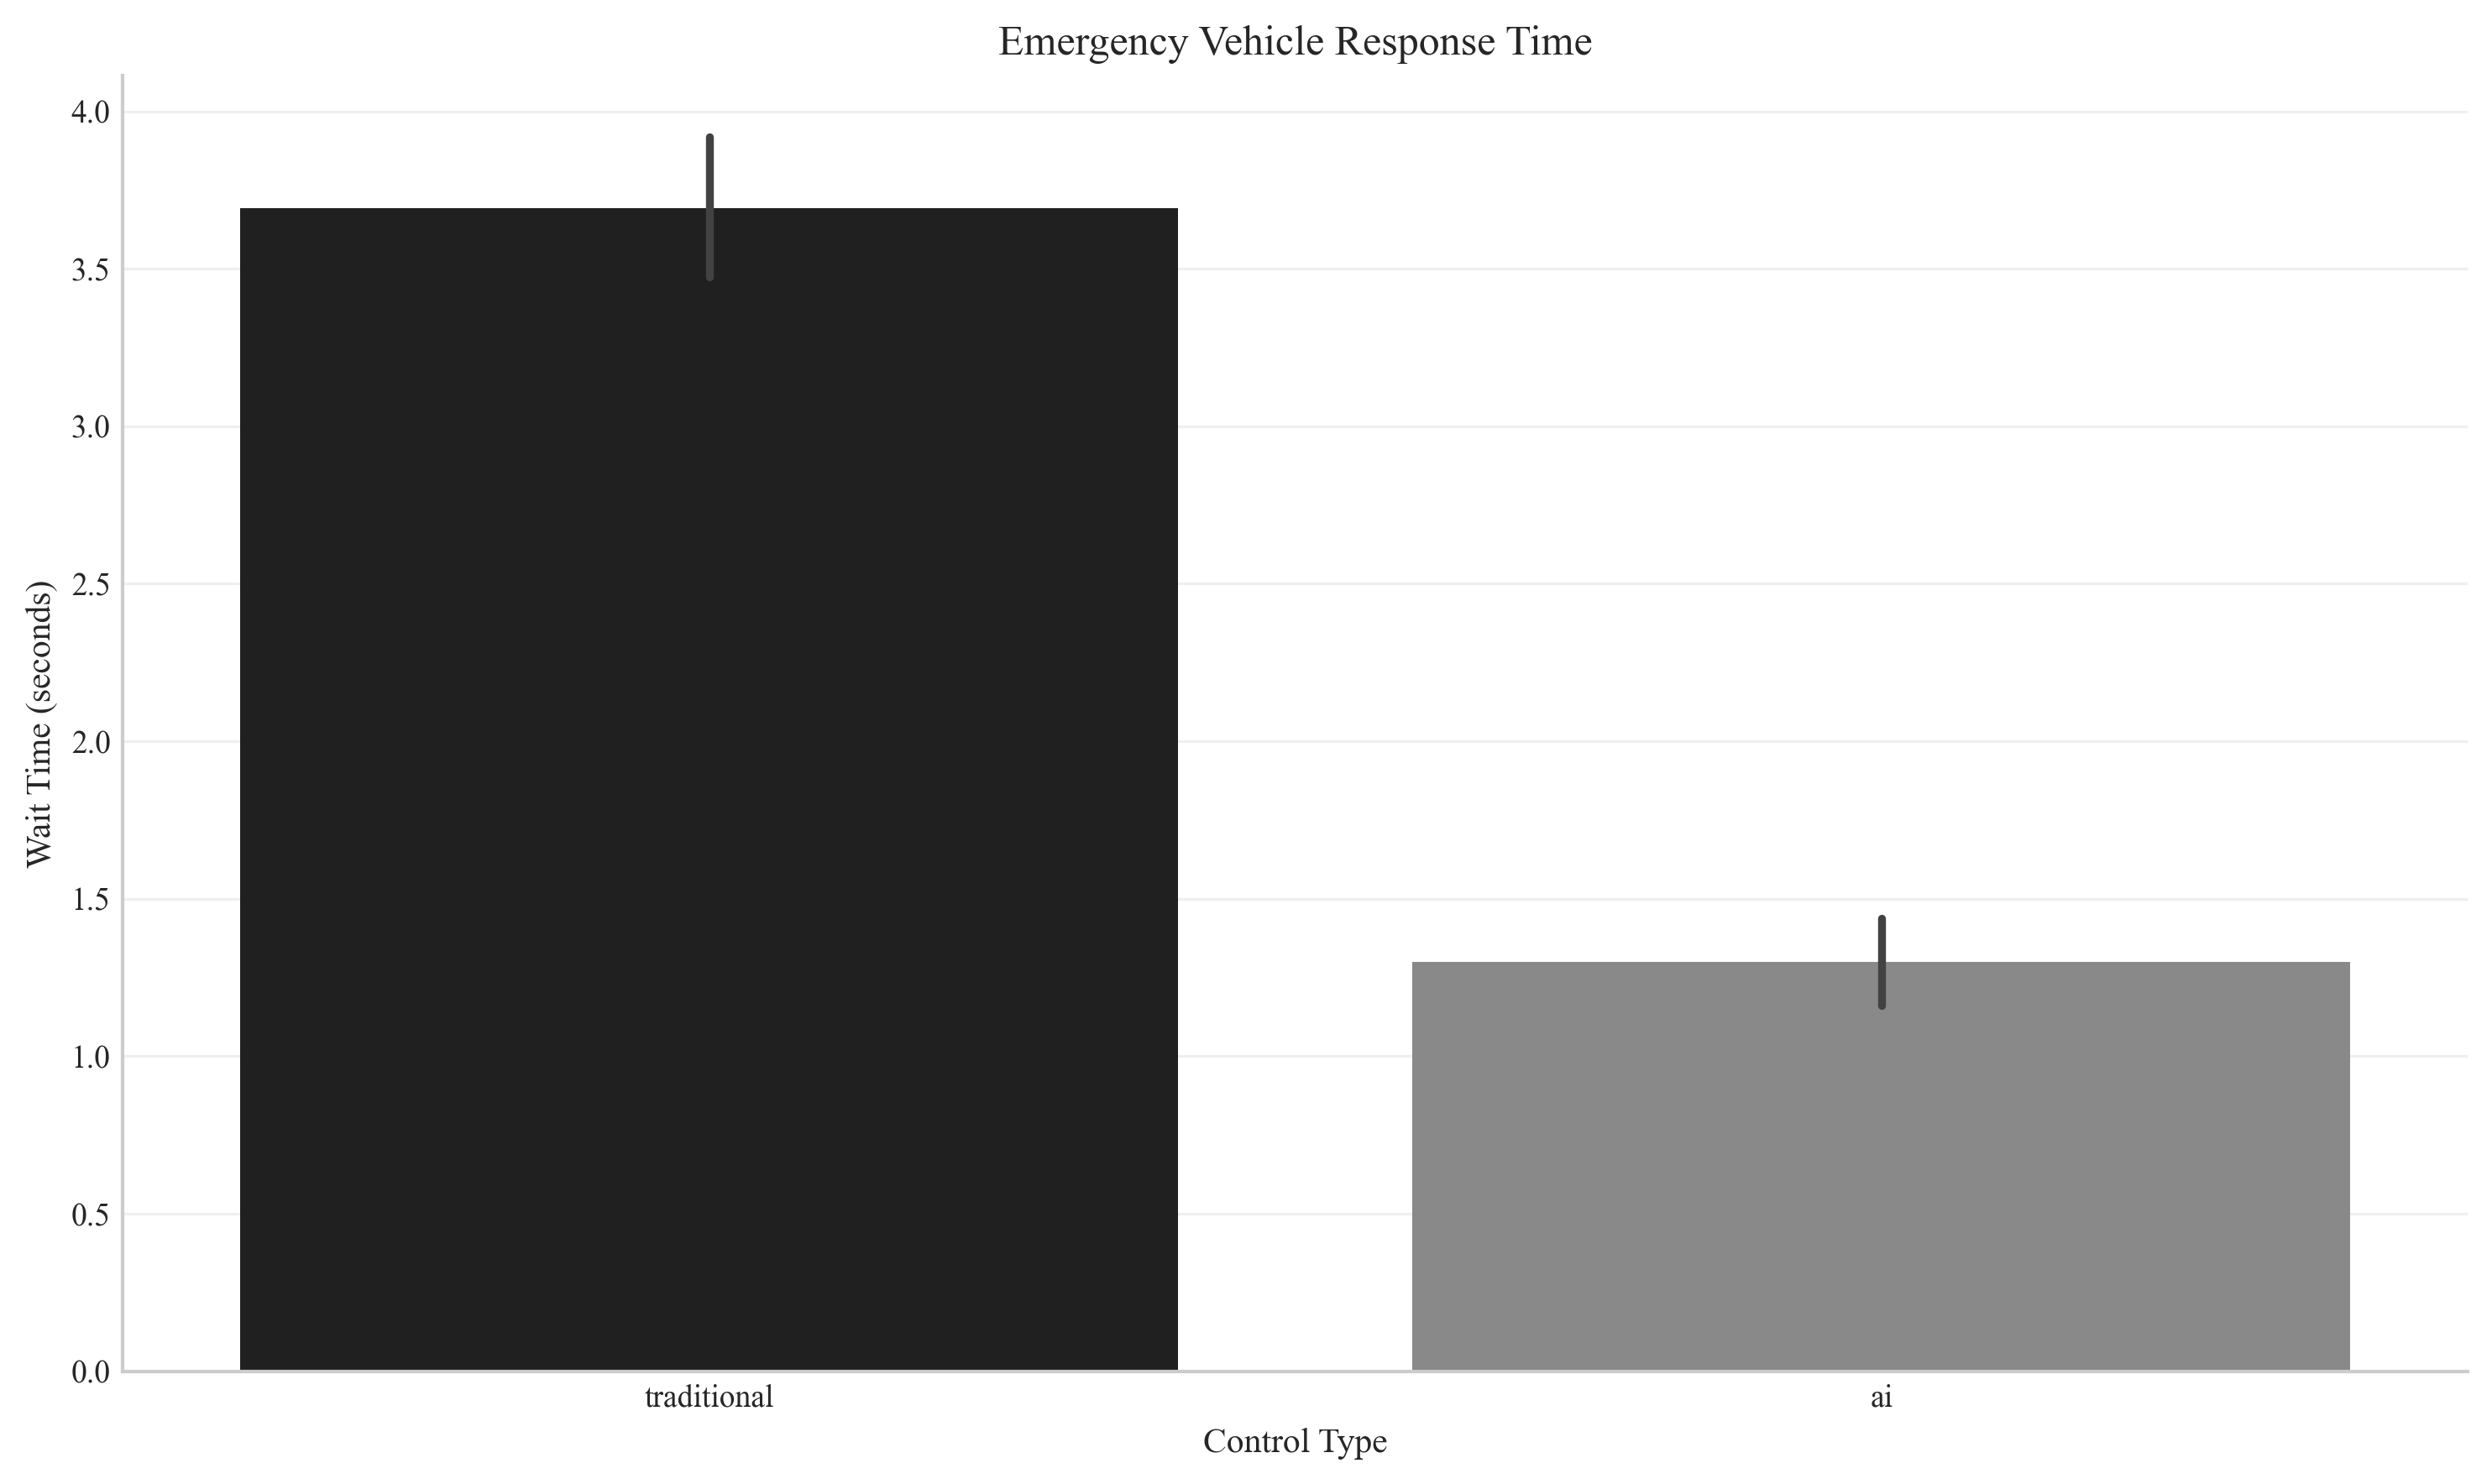 Emergency Vehicle Response Time
4.0
3.5
3.0
2.5
2.0
1.5
1.0
0.5
0.0
Wait Time (seconds)
traditional
ai
Control Type